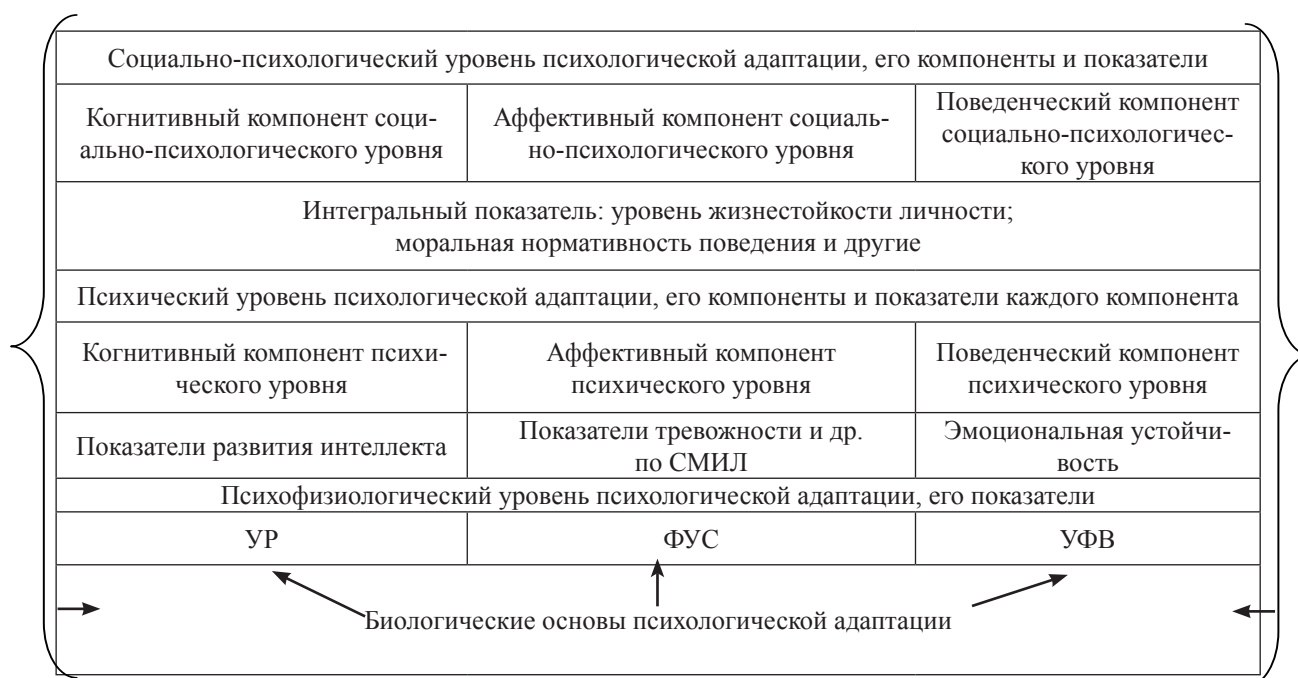 Социально-психологический уровень психологической адаптации, его компоненты и показатели
Когнитивный компонент соци-
ально-психологического уровня
Аффективный компонент социаль-
но-психологического уровня
Поведенческий компонент
социально-психологичес-
кого уровня
Интегральный показатель: уровень жизнестойкости личности;
моральная нормативность поведения и другие
Психический уровень психологической адаптации, его компоненты и показатели каждого компонента
Когнитивный компонент психи-
ческого уровня
Аффективный компонент
психического уровня
Поведенческий компонент
психического уровня
Показатели развития интеллекта
Показатели тревожности и др.
по СМИЛ
Эмоциональная устойчи-
вость
Психофизиологический уровень психологической адаптации, его показатели
УР
ФУС
УФВ
Биологические основы психологической адаптации